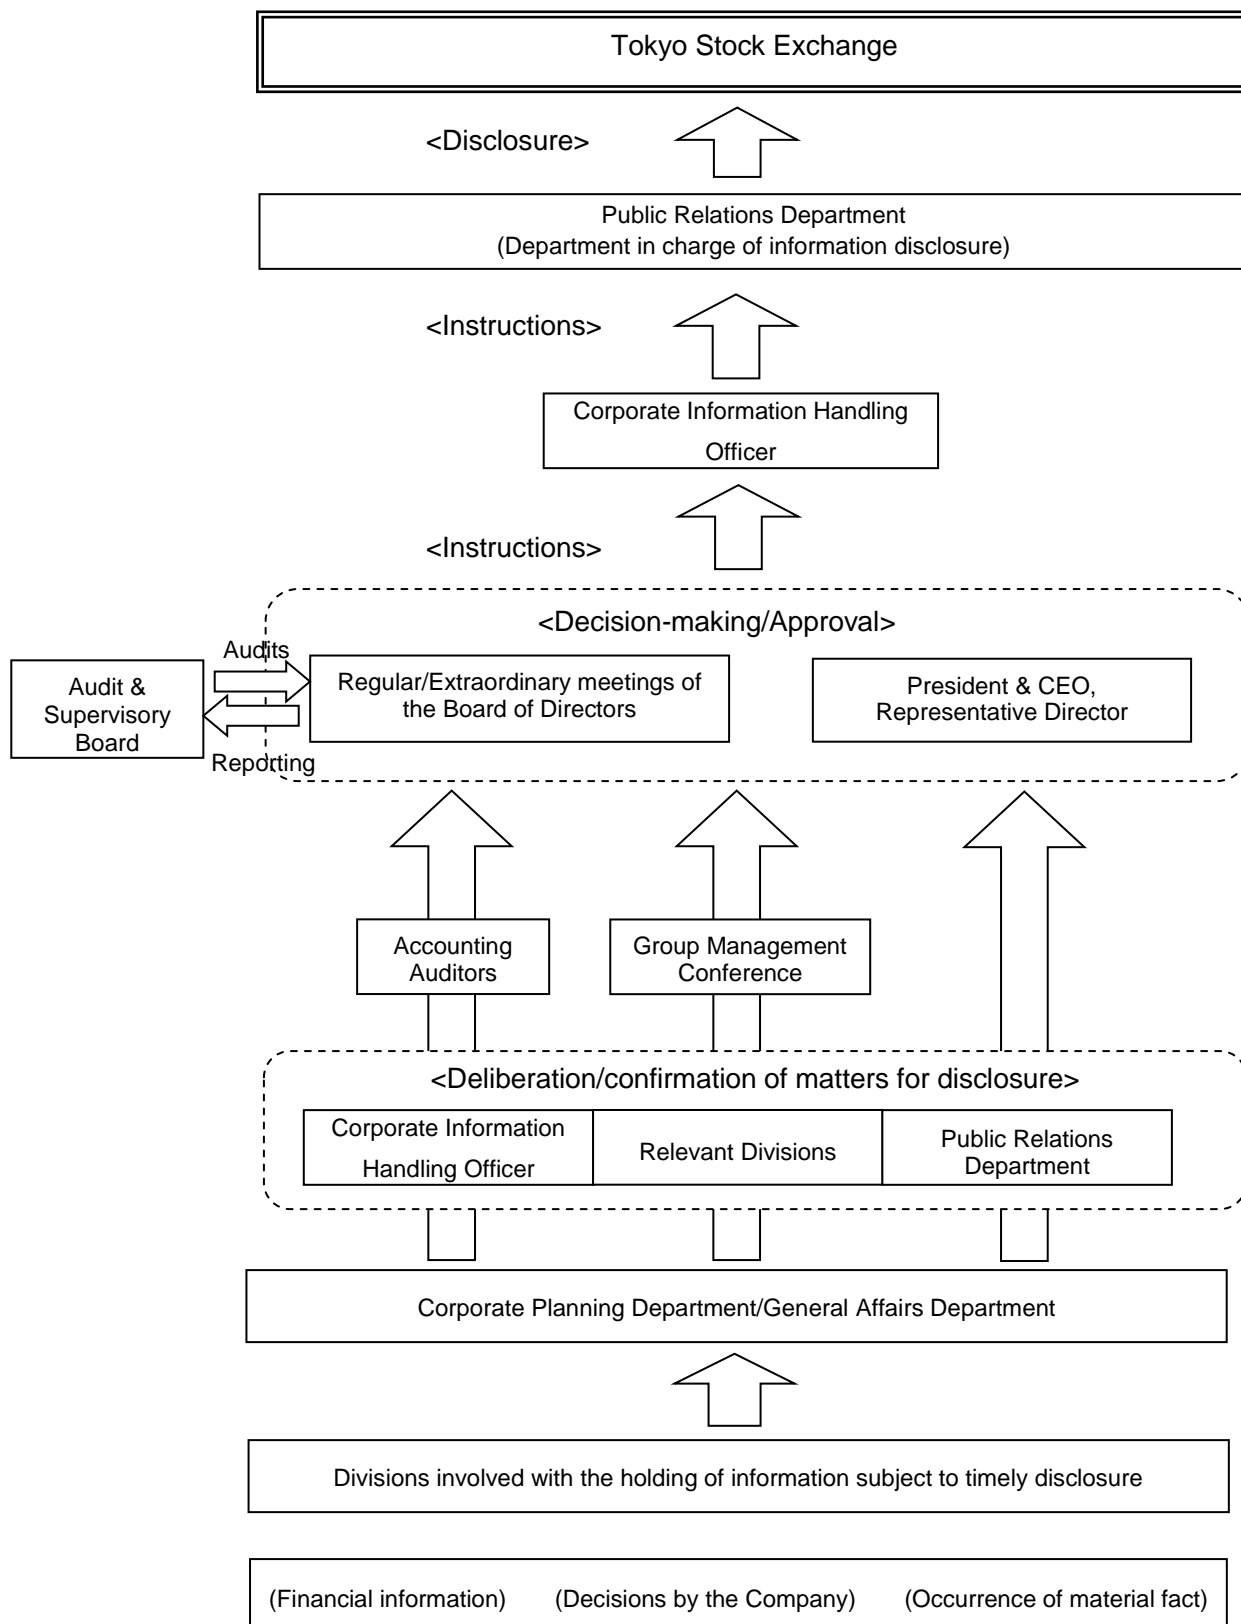 Tokyo Stock Exchange
<Disclosure>
Public Relations Department
(Department in charge of information disclosure)
<Instructions>
Corporate Information Handling
Officer
<Instructions>
<Decision-making/Approval>
Audits
Audit &
Supervisory
Board
Reporting
Regular/Extraordinary meetings of
the Board of Directors
President & CEO,
Representative Director
Accounting
Auditors
Group Management
Conference
<Deliberation/confirmation of matters for disclosure>
Corporate Information
Handling Officer
Relevant Divisions
Public Relations
Department
Corporate Planning Department/General Affairs Department
Divisions involved with the holding of information subject to timely disclosure
(Financial information) (Decisions by the Company) (Occurrence of material fact)